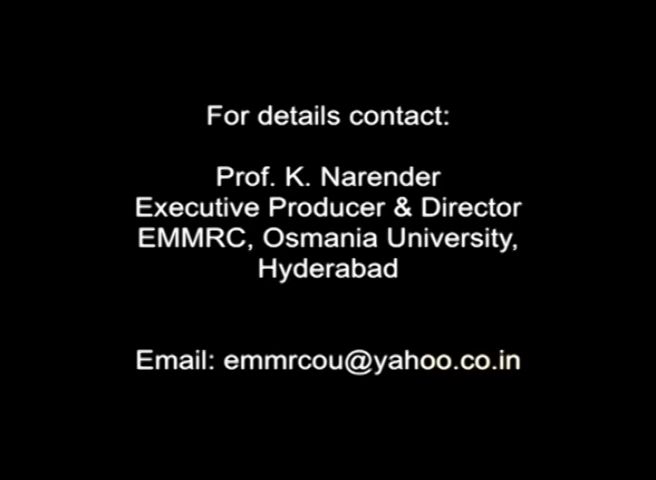 For details contact:
Prof. K. Narender
Executive Producer & Director
EMMRC, Osmania University,
Hyderabad
Email: emmrcou@yahoo.co.in